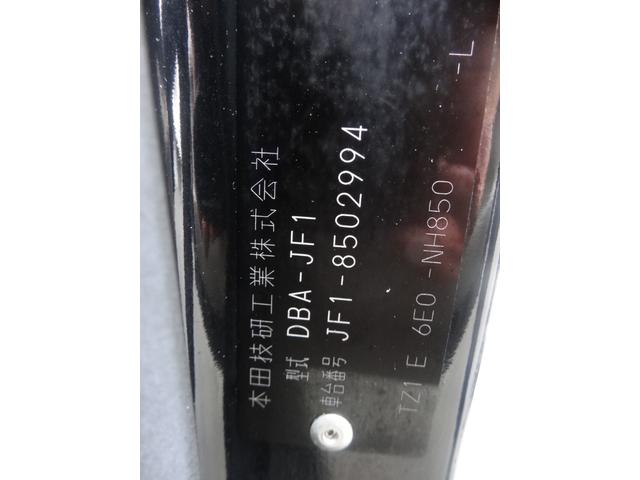 本田技研工業株式会社
型式 DBA-JF1
車台番号 JF1-8502994
TZ1E 6E0 -NH850 -L